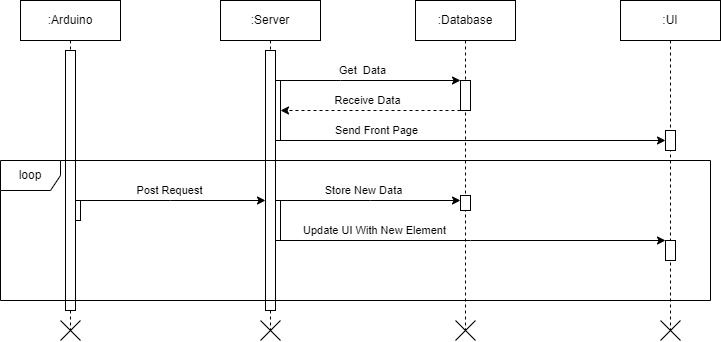 :Arduino
:Server
:Database
:UI
Get Data
Receive Data
Send Front Page
loop
Post Request
Store New Data
Update UI With New Element